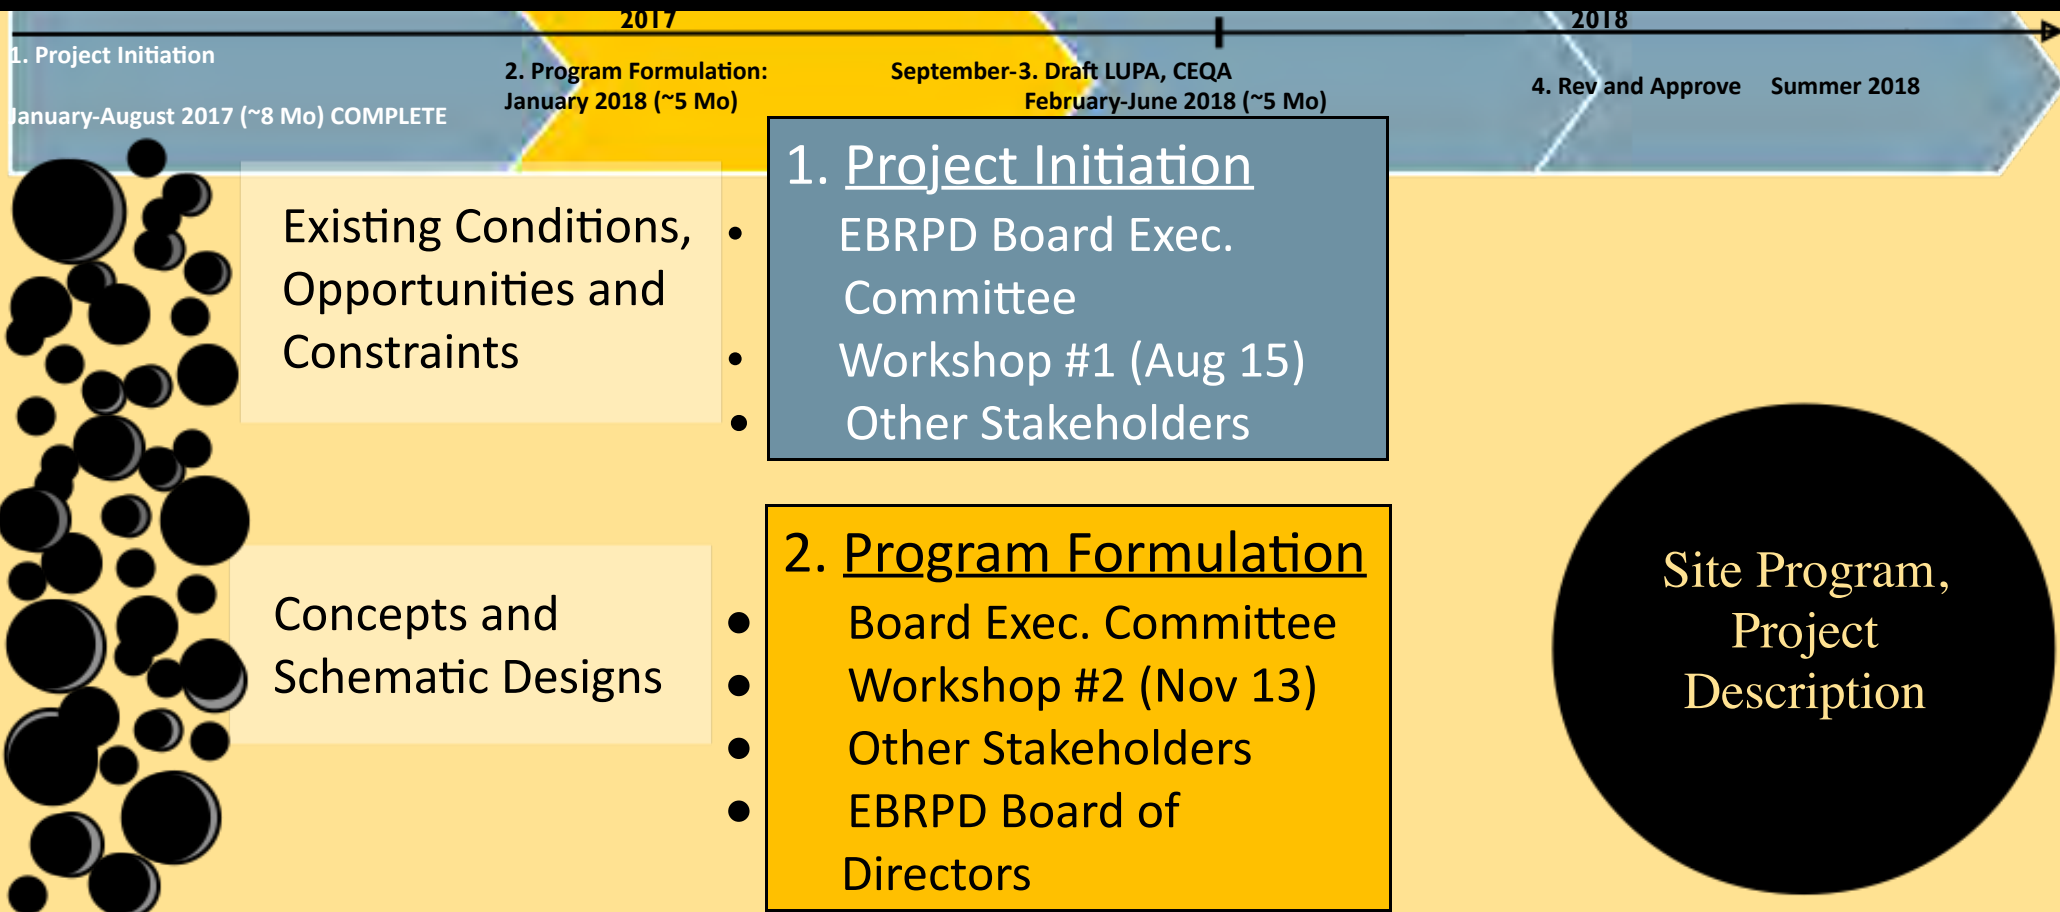 2017
2018
1. Project Initiation
January-August 2017 (~8 Mo) COMPLETE
2. Program Formulation: September-
January 2018 (~5 Mo)
3. Draft LUPA, CEQA
February-June 2018 (~5 Mo)
4. Rev and Approve Summer 2018
Existing Conditions,
Opportunities and
Constraints
1. Project Initiation
• EBRPD Board Exec.
Committee
• Workshop #1 (Aug 15)
• Other Stakeholders
Concepts and
Schematic Designs
2. Program Formulation
• Board Exec. Committee
• Workshop #2 (Nov 13)
• Other Stakeholders
• EBRPD Board of
Directors
Site Program,
Project
Description